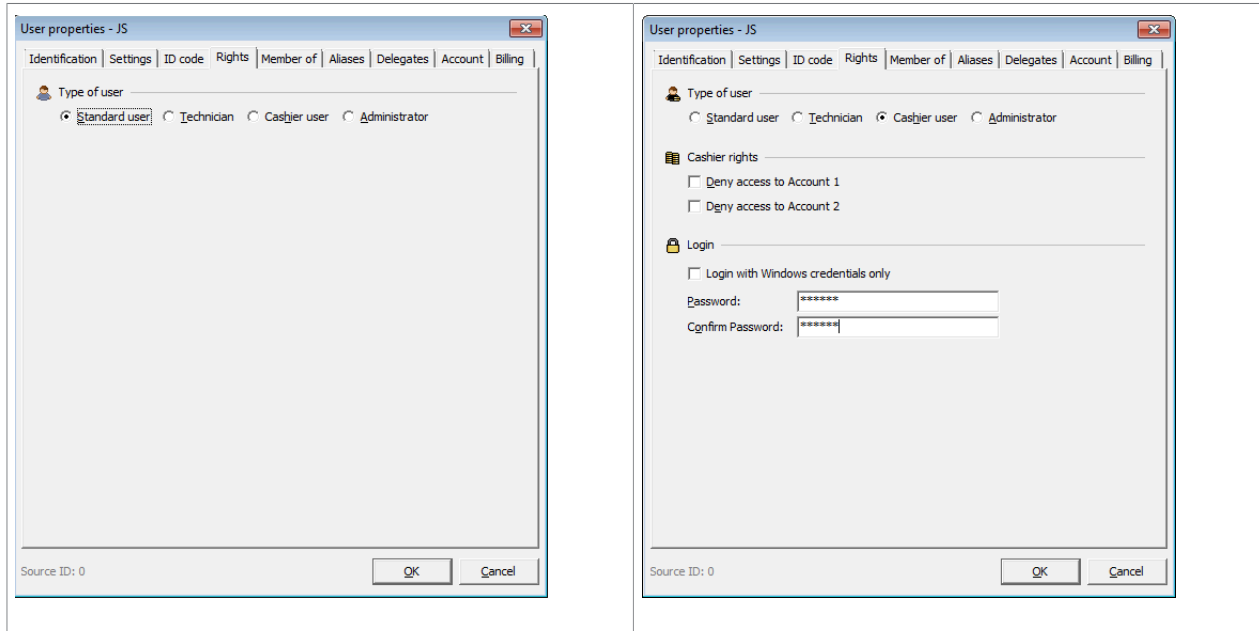 User properties - JS
Identification Settings ID code Rights Member of Aliases Delegates Account Billing
Type of user
Standard user Technician Cashier user Administrator
Source ID: 0
OK Cancel
User properties - JS
Identification Settings ID code Rights Member of Aliases Delegates Account Billing
Type of user
Standard user Technician Cashier user Administrator
Cashier rights
Deny access to Account 1
Deny access to Account 2
Login
Login with Windows credentials only
Password: ******
Confirm Password: ******
Source ID: 0
OK Cancel